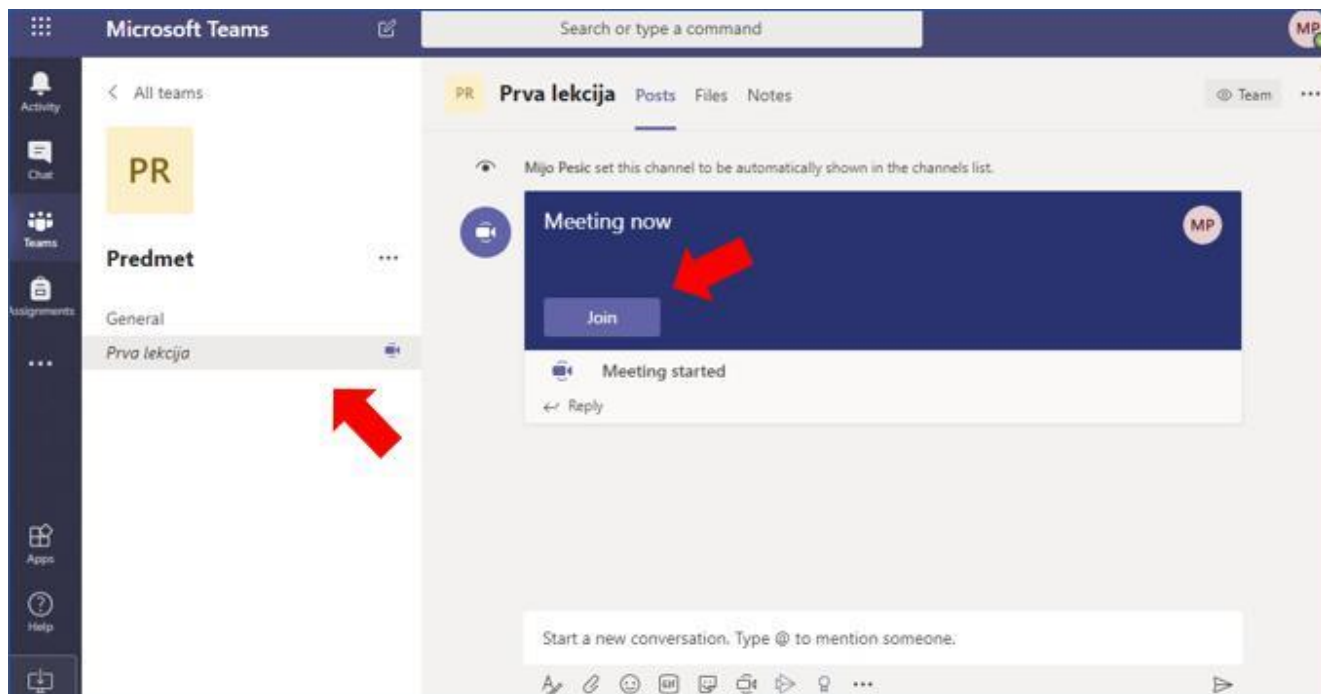 Microsoft Teams
Search or type a command
MP
Activity
Chat
Teams
Assignments
Apps
Help
All teams
PR
Predmet
General
Prva lekcija
PR Prva lekcija Posts Files Notes
Team
Mijo Pesic set this channel to be automatically shown in the channels list.
Meeting now
MP
Join
Meeting started
Reply
Start a new conversation. Type @ to mention someone.
GIF